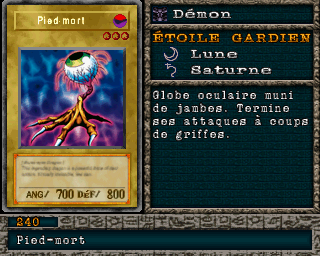 Pied-mort
ANG/ 700 DéF/ 800
Démon
ÉTOILE GARDIEN
Lune
Saturne
Globe oculaire muni
de jambes. Termine
ses attaques à coups
de griffes.
240
Pied-mort